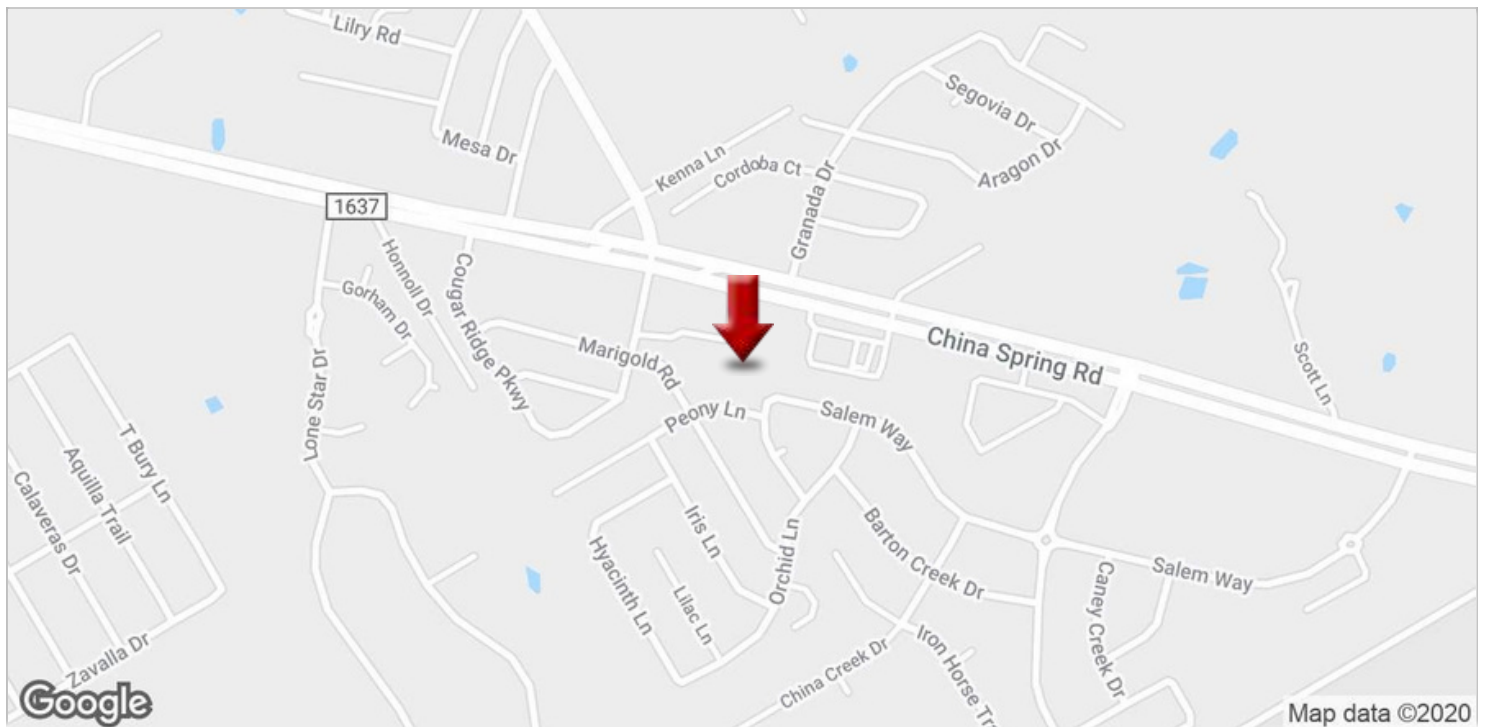 Lilry Rd
Mesa Dr
1637
Kenna Ln
Cordoba Ct
Granada Dr
Segovia Dr
Aragon Dr
Honnoll Dr
Gorham Dr
Cougar Ridge Pkwy
Lone Star Dr
Marigold Rd
China Spring Rd
Scott Ln
Peony Ln
Salem Way
T Bury Ln
Aquilla Trail
Calaveras Dr
Zavalla Dr
Iris Ln
Hyacinth Ln
Lilac Ln
Orchid Ln
Barton Creek Dr
Salem Way
Caney Creek Dr
China Creek Dr
Iron Horse Tr
Google
Map data ©2020